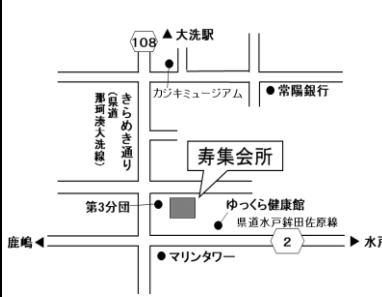 ▲大洗駅
108
カジキミュージアム
●常陽銀行
きらめき通り
(県道
那珂湊大洗線)
寿集会所
第3分団●
ゆっくら健康館
県道水戸鉾田佐原線
鹿嶋◀
2
▶水戸
●マリンタワー